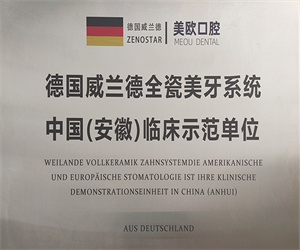 德国威兰德
ZENOSTAR
美欧口腔
MEOU DENTAL
德国威兰德全瓷美牙系统
中国(安徽)临床示范单位
WEILANDE VOLLKERAMIK ZAHNSYSTEMDIE AMERIKANISCHE
UND EUROPÄISCHE STOMATOLOGIE IST IHRE KLINISCHE
DEMONSTRATIONSEINHEIT IN CHINA (ANHUI)
AUS DEUTSCHLAND